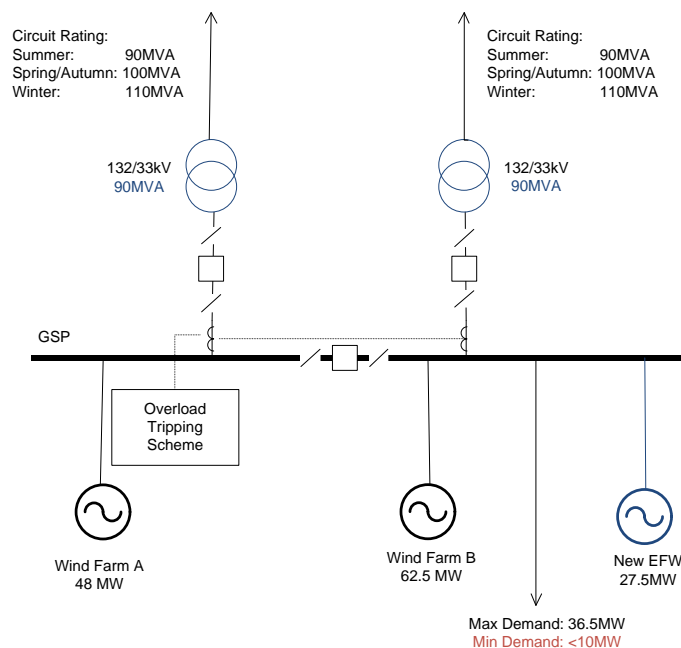 Circuit Rating:
Summer: 90MVA
Spring/Autumn: 100MVA
Winter: 110MVA
Circuit Rating:
Summer: 90MVA
Spring/Autumn: 100MVA
Winter: 110MVA
132/33kV
90MVA
132/33kV
90MVA
GSP
Overload
Tripping
Scheme
Wind Farm A
48 MW
Wind Farm B
62.5 MW
New EFW
27.5MW
Max Demand: 36.5MW
Min Demand: <10MW